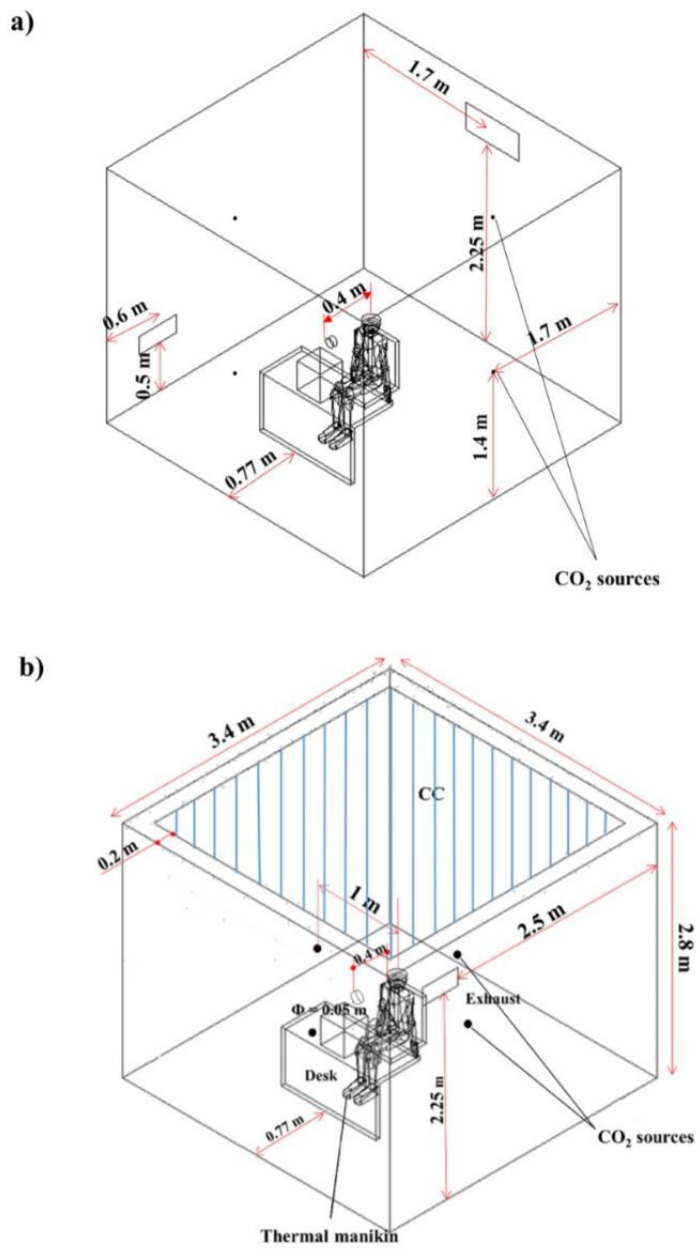 a)
1.7 m
2.25 m
0.4 m
0.6 m
0.5 m
1.7 m
1.4 m
0.77 m
CO₂ sources
b)
3.4 m
3.4 m
CC
0.2 m
1 m
2.5 m
2.8 m
0.4 m
Exhaust
Φ = 0.05 m
Desk
2.25 m
0.77 m
CO₂ sources
Thermal manikin